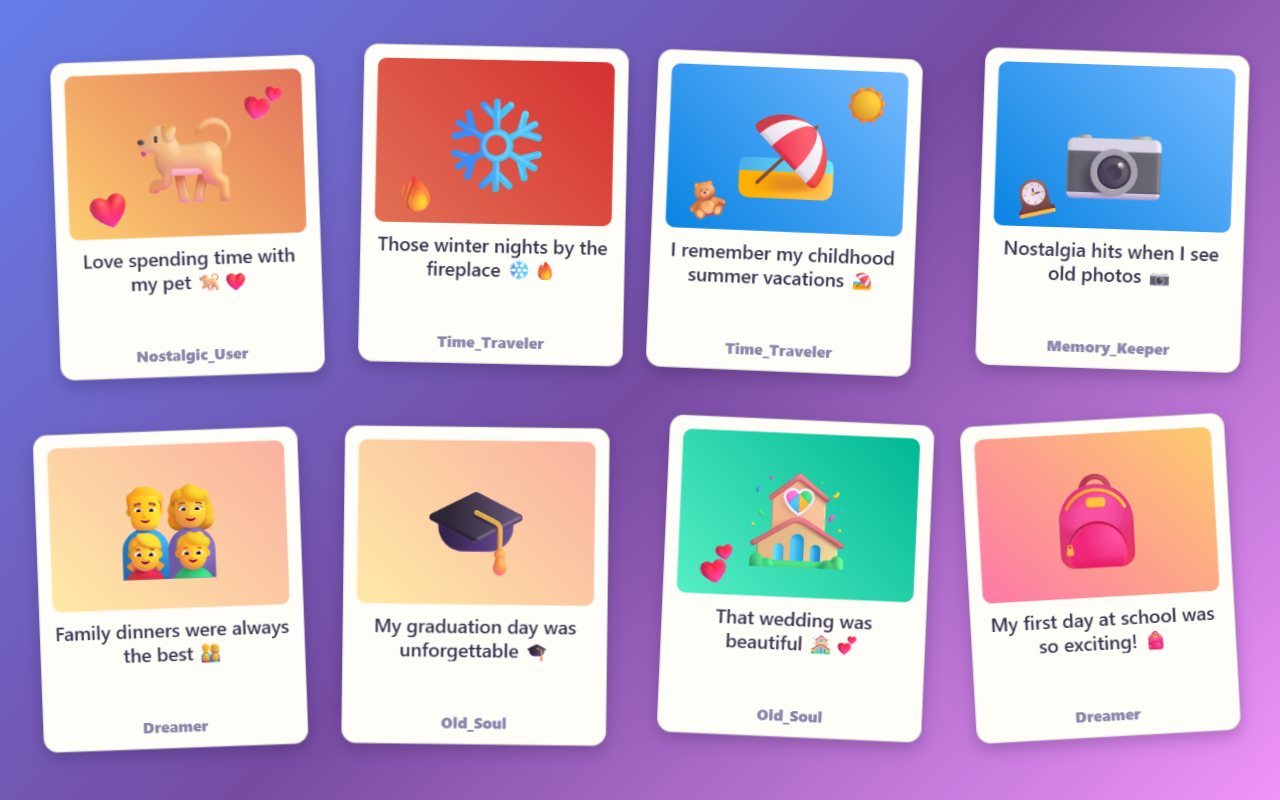 Love spending time with
my pet 🐕 ❤️
Nostalgic_User
Those winter nights by the
fireplace ❄️ 🔥
Time_Traveler
I remember my childhood
summer vacations 🏖️
Time_Traveler
Nostalgia hits when I see
old photos 📷
Memory_Keeper
Family dinners were always
the best 👨‍👩‍👧‍👦
Dreamer
My graduation day was
unforgettable 🎓
Old_Soul
That wedding was
beautiful 💒 💕
Old_Soul
My first day at school was
so exciting! 🎒
Dreamer